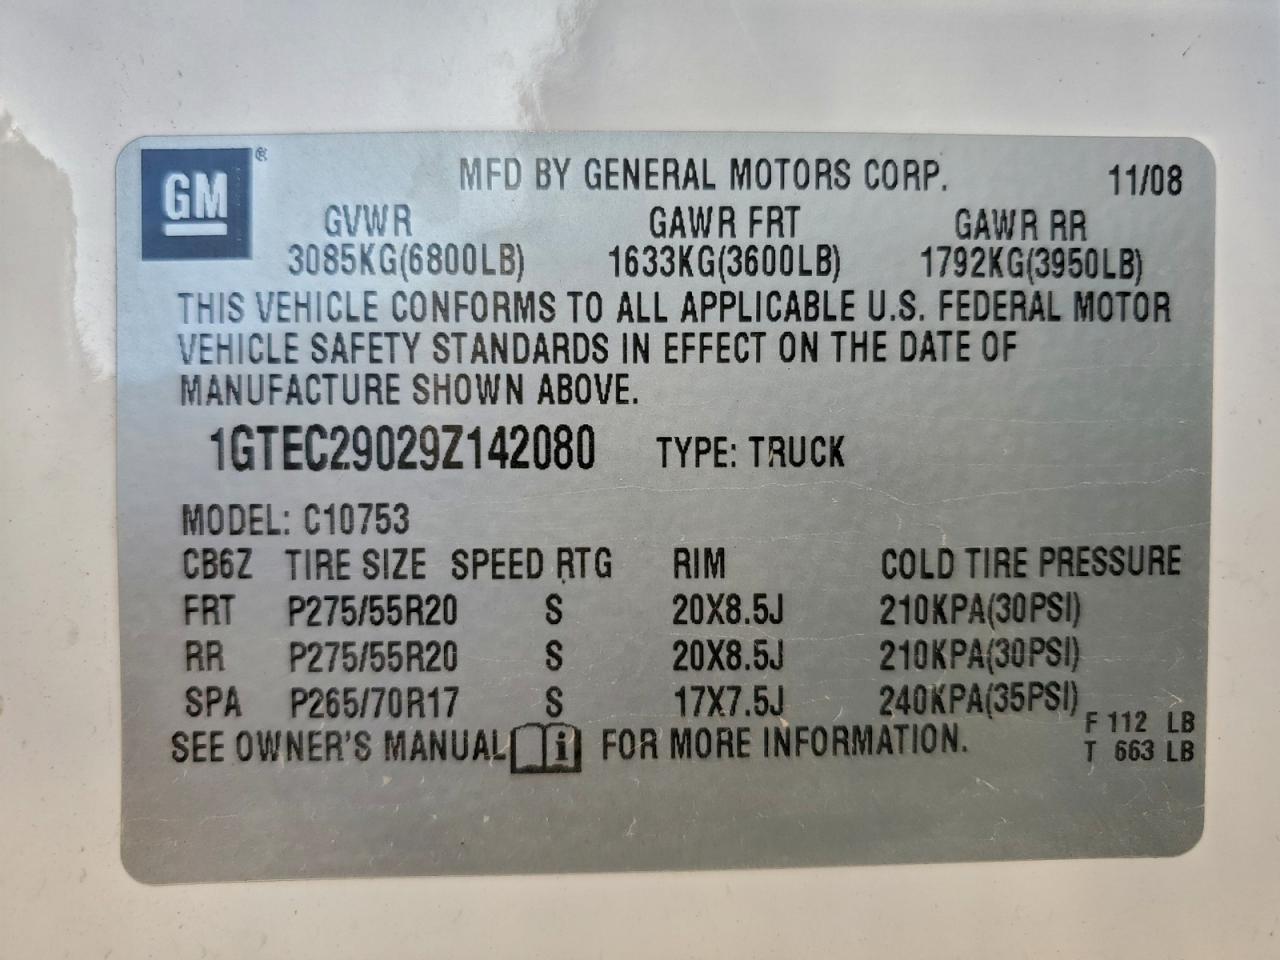 GM®
MFD BY GENERAL MOTORS CORP. 11/08
GVWR GAWR FRT GAWR RR
3085KG(6800LB) 1633KG(3600LB) 1792KG(3950LB)
THIS VEHICLE CONFORMS TO ALL APPLICABLE U.S. FEDERAL MOTOR
VEHICLE SAFETY STANDARDS IN EFFECT ON THE DATE OF
MANUFACTURE SHOWN ABOVE.
1GTEC29029Z142080 TYPE: TRUCK
MODEL: C10753
CB6Z TIRE SIZE SPEED RTG RIM COLD TIRE PRESSURE
FRT P275/55R20 S 20X8.5J 210KPA(30PSI)
RR P275/55R20 S 20X8.5J 210KPA(30PSI)
SPA P265/70R17 S 17X7.5J 240KPA(35PSI)
F 112 LB
SEE OWNER'S MANUAL i FOR MORE INFORMATION.
T 663 LB